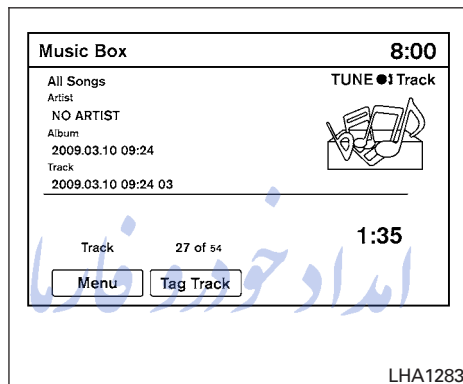 Music Box 8:00
All Songs TUNE Track
Artist
NO ARTIST
Album
2009.03.10 09:24
Track
2009.03.10 09:24 03
1:35
Track 27 of 54
Menu Tag Track
امداد خودرو فارما
LHA1283